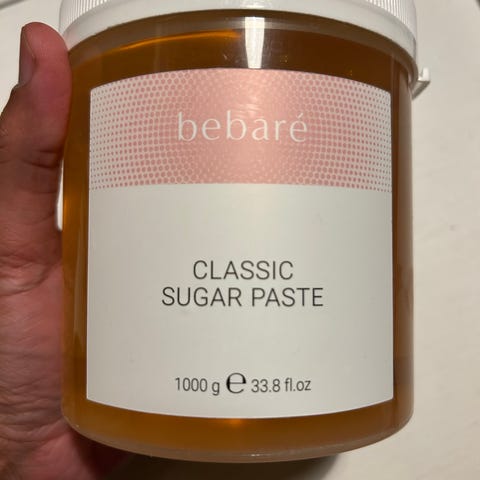 bebaré
CLASSIC
SUGAR PASTE
1000 g e 33.8 fl.oz